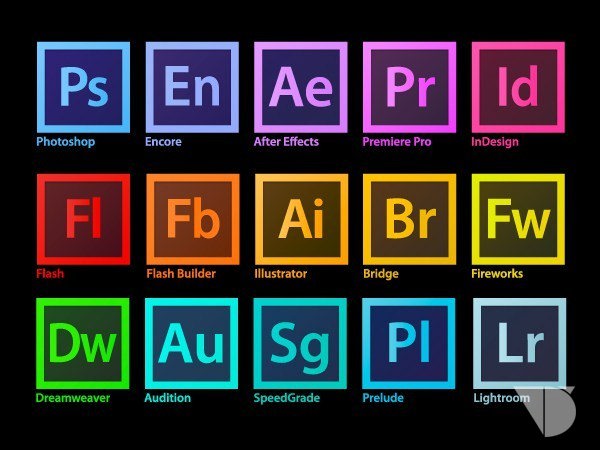 Ps En Ae Pr Id
Photoshop Encore After Effects Premiere Pro InDesign
Fl Fb Ai Br Fw
Flash Flash Builder Illustrator Bridge Fireworks
Dw Au Sg Pl Lr
Dreamweaver Audition SpeedGrade Prelude Lightroom